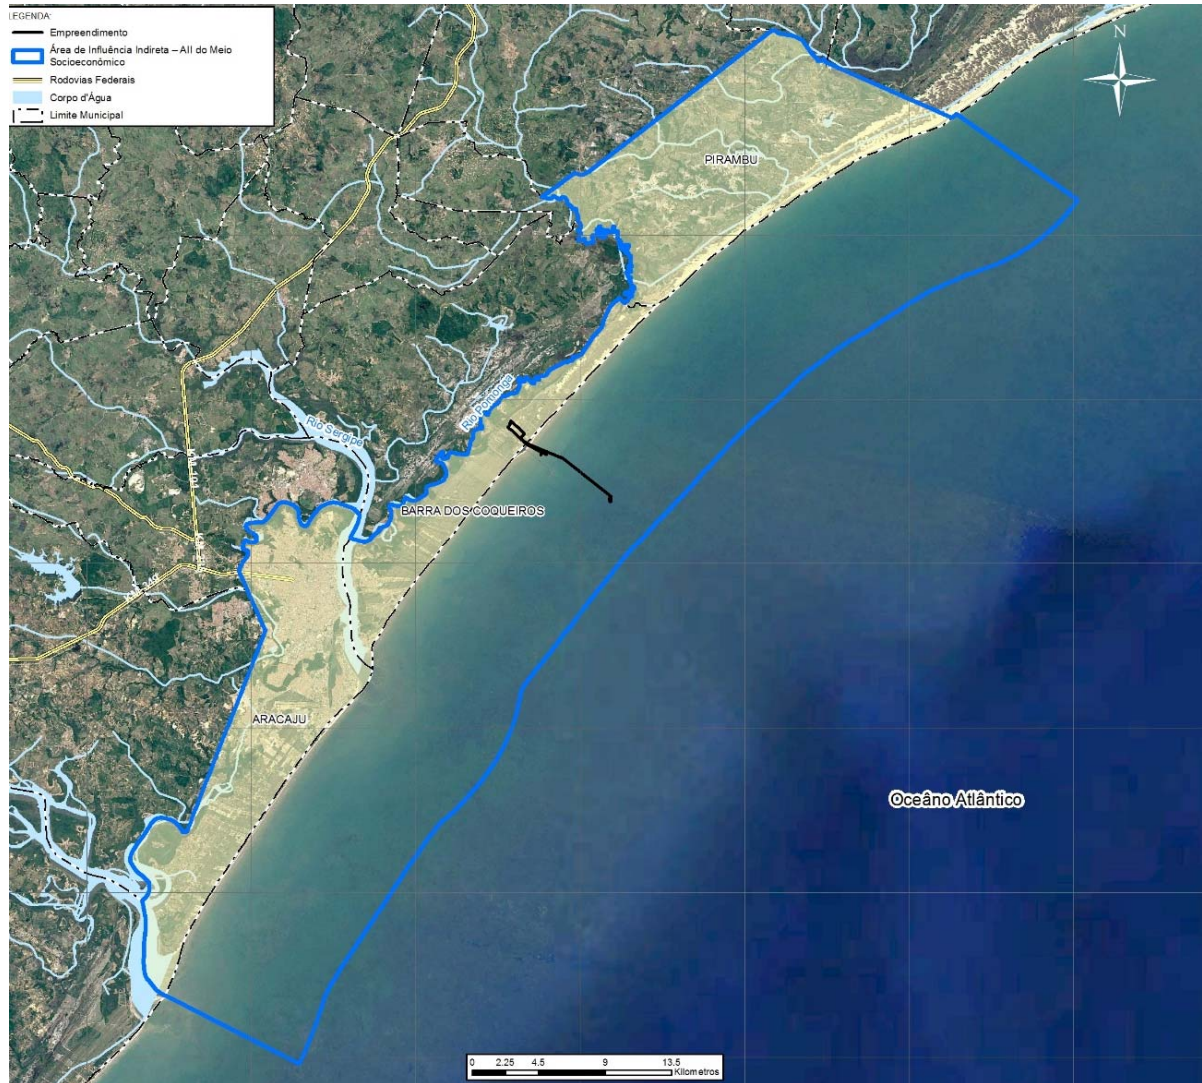 LEGENDA:
Empreendimento
Área de Influência Indireta – AII do Meio
Socioeconômico
Rodovias Federais
Corpo d'Água
Limite Municipal
N
PIRAMBU
Rio Pomonga
Rio Sergipe
BARRA DOS COQUEIROS
ARACAJU
Oceâno Atlântico
0 2.25 4.5 9 13.5
Kilometros